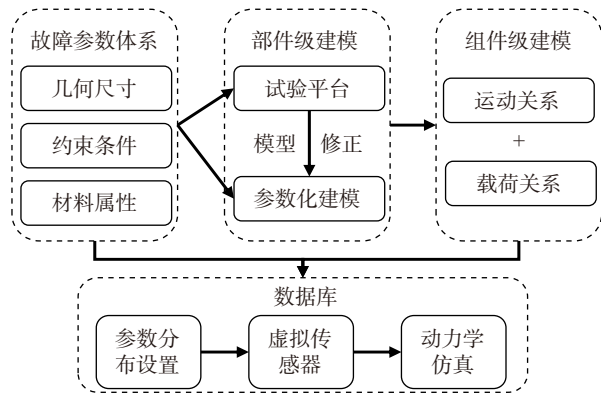 故障参数体系
几何尺寸
约束条件
材料属性
部件级建模
试验平台
模型 修正
参数化建模
组件级建模
运动关系
+
载荷关系
数据库
参数分
布设置
虚拟传
感器
动力学
仿真